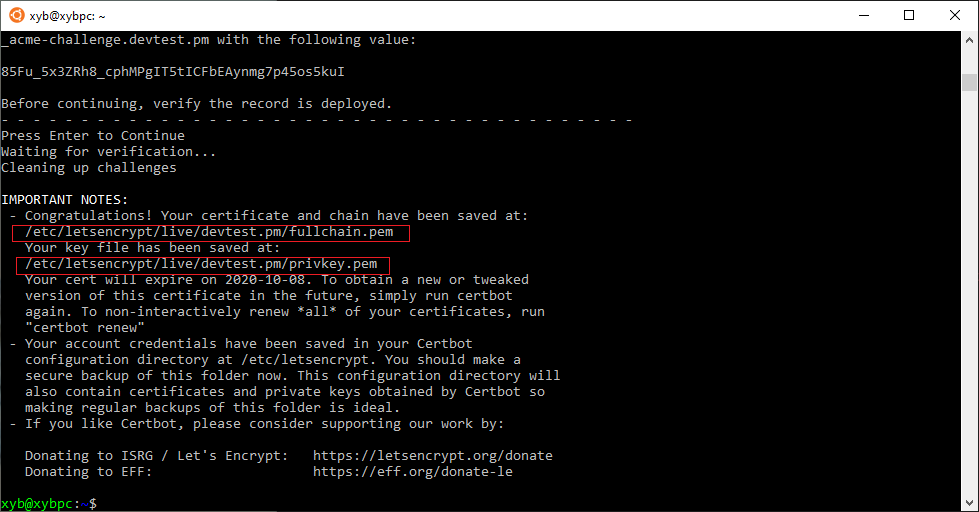 xyb@xybpc: ~
_acme-challenge.devtest.pm with the following value:
85Fu_5x3ZRh8_cphMPgIT5tICFbEAynmg7p45os5kuI
Before continuing, verify the record is deployed.
- - - - - - - - - - - - - - - - - - - - - - - - - - - - - - - - - - - - - - - -
Press Enter to Continue
Waiting for verification...
Cleaning up challenges
IMPORTANT NOTES:
- Congratulations! Your certificate and chain have been saved at:
/etc/letsencrypt/live/devtest.pm/fullchain.pem
Your key file has been saved at:
/etc/letsencrypt/live/devtest.pm/privkey.pem
Your cert will expire on 2020-10-08. To obtain a new or tweaked
version of this certificate in the future, simply run certbot
again. To non-interactively renew *all* of your certificates, run
"certbot renew"
- Your account credentials have been saved in your Certbot
configuration directory at /etc/letsencrypt. You should make a
secure backup of this folder now. This configuration directory will
also contain certificates and private keys obtained by Certbot so
making regular backups of this folder is ideal.
- If you like Certbot, please consider supporting our work by:
Donating to ISRG / Let's Encrypt:   https://letsencrypt.org/donate
Donating to EFF:                    https://eff.org/donate-le
xyb@xybpc:~$